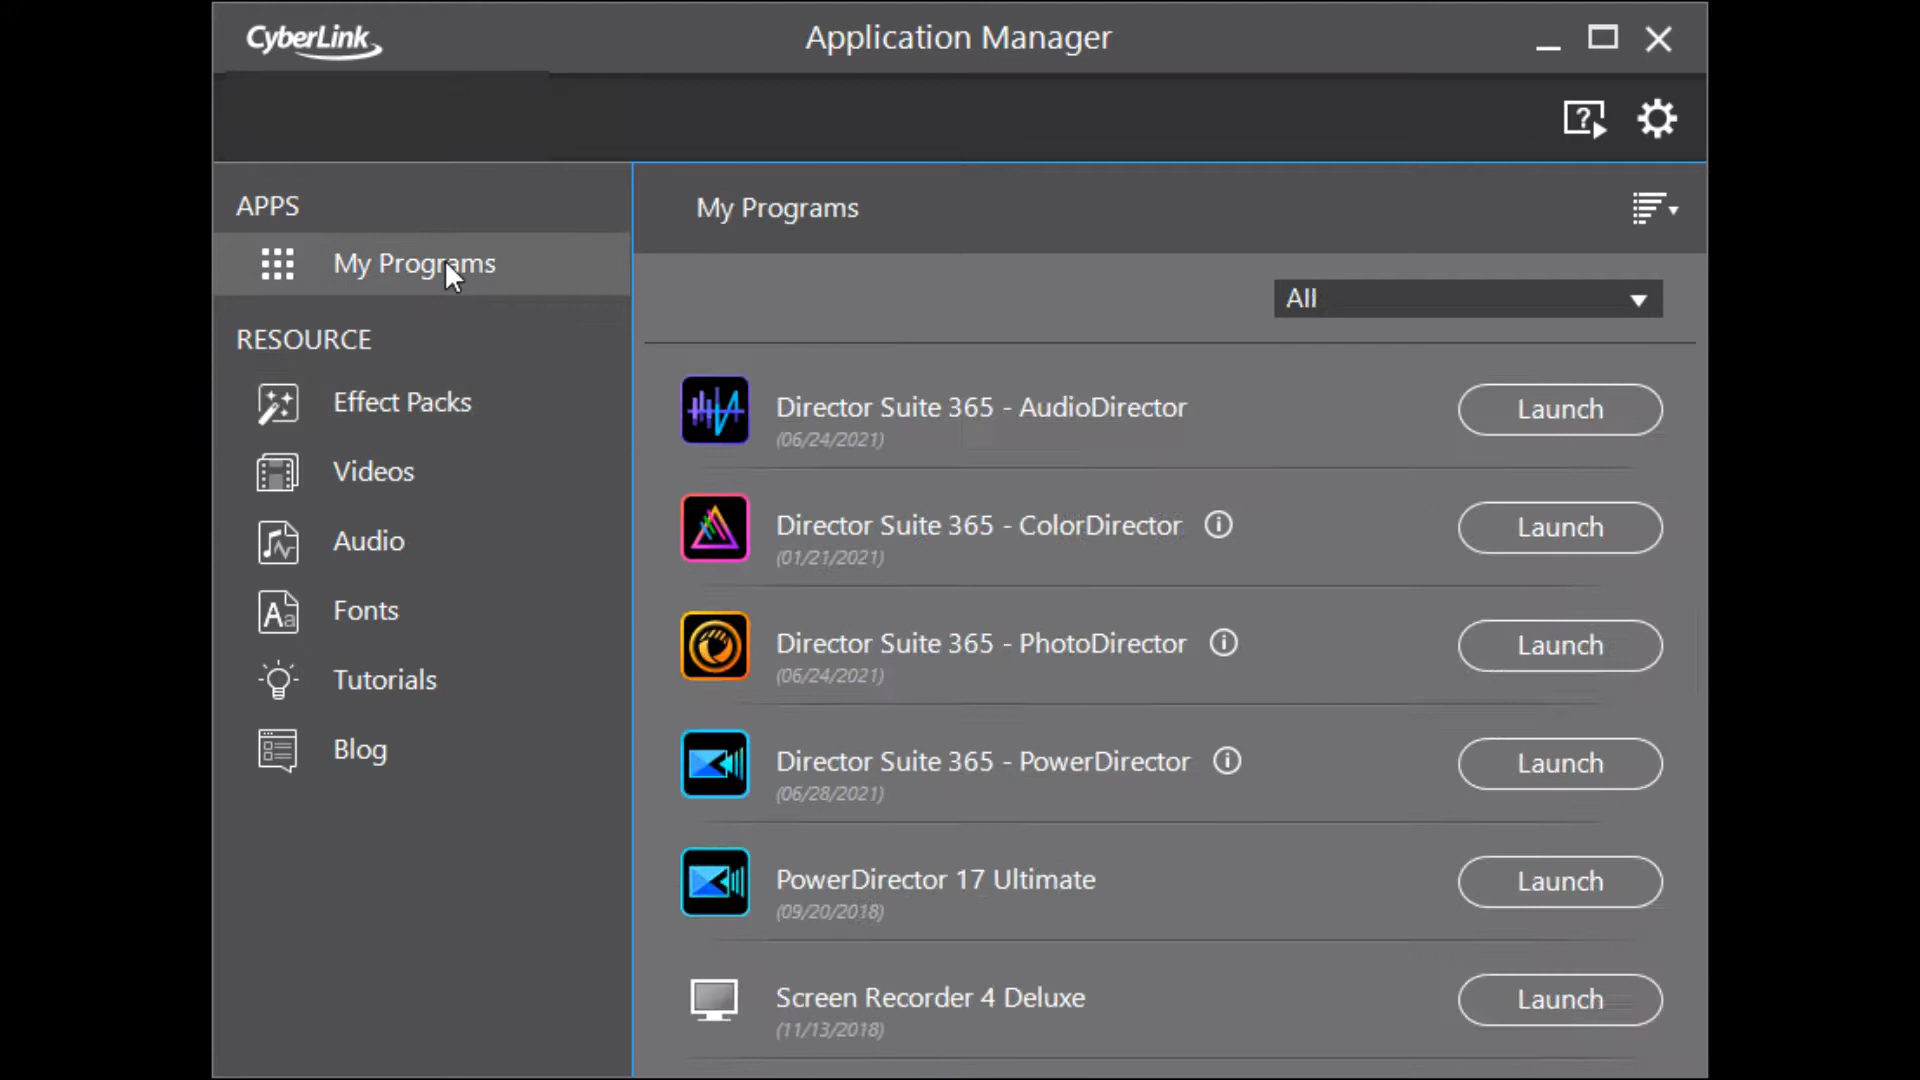 CyberLink
Application Manager
APPS
My Programs
RESOURCE
Effect Packs
Videos
Audio
Fonts
Tutorials
Blog
My Programs
All
Director Suite 365 - AudioDirector
(06/24/2021)
Launch
Director Suite 365 - ColorDirector
(01/21/2021)
Launch
Director Suite 365 - PhotoDirector
(06/24/2021)
Launch
Director Suite 365 - PowerDirector
(06/28/2021)
Launch
PowerDirector 17 Ultimate
(09/20/2018)
Launch
Screen Recorder 4 Deluxe
(11/13/2018)
Launch